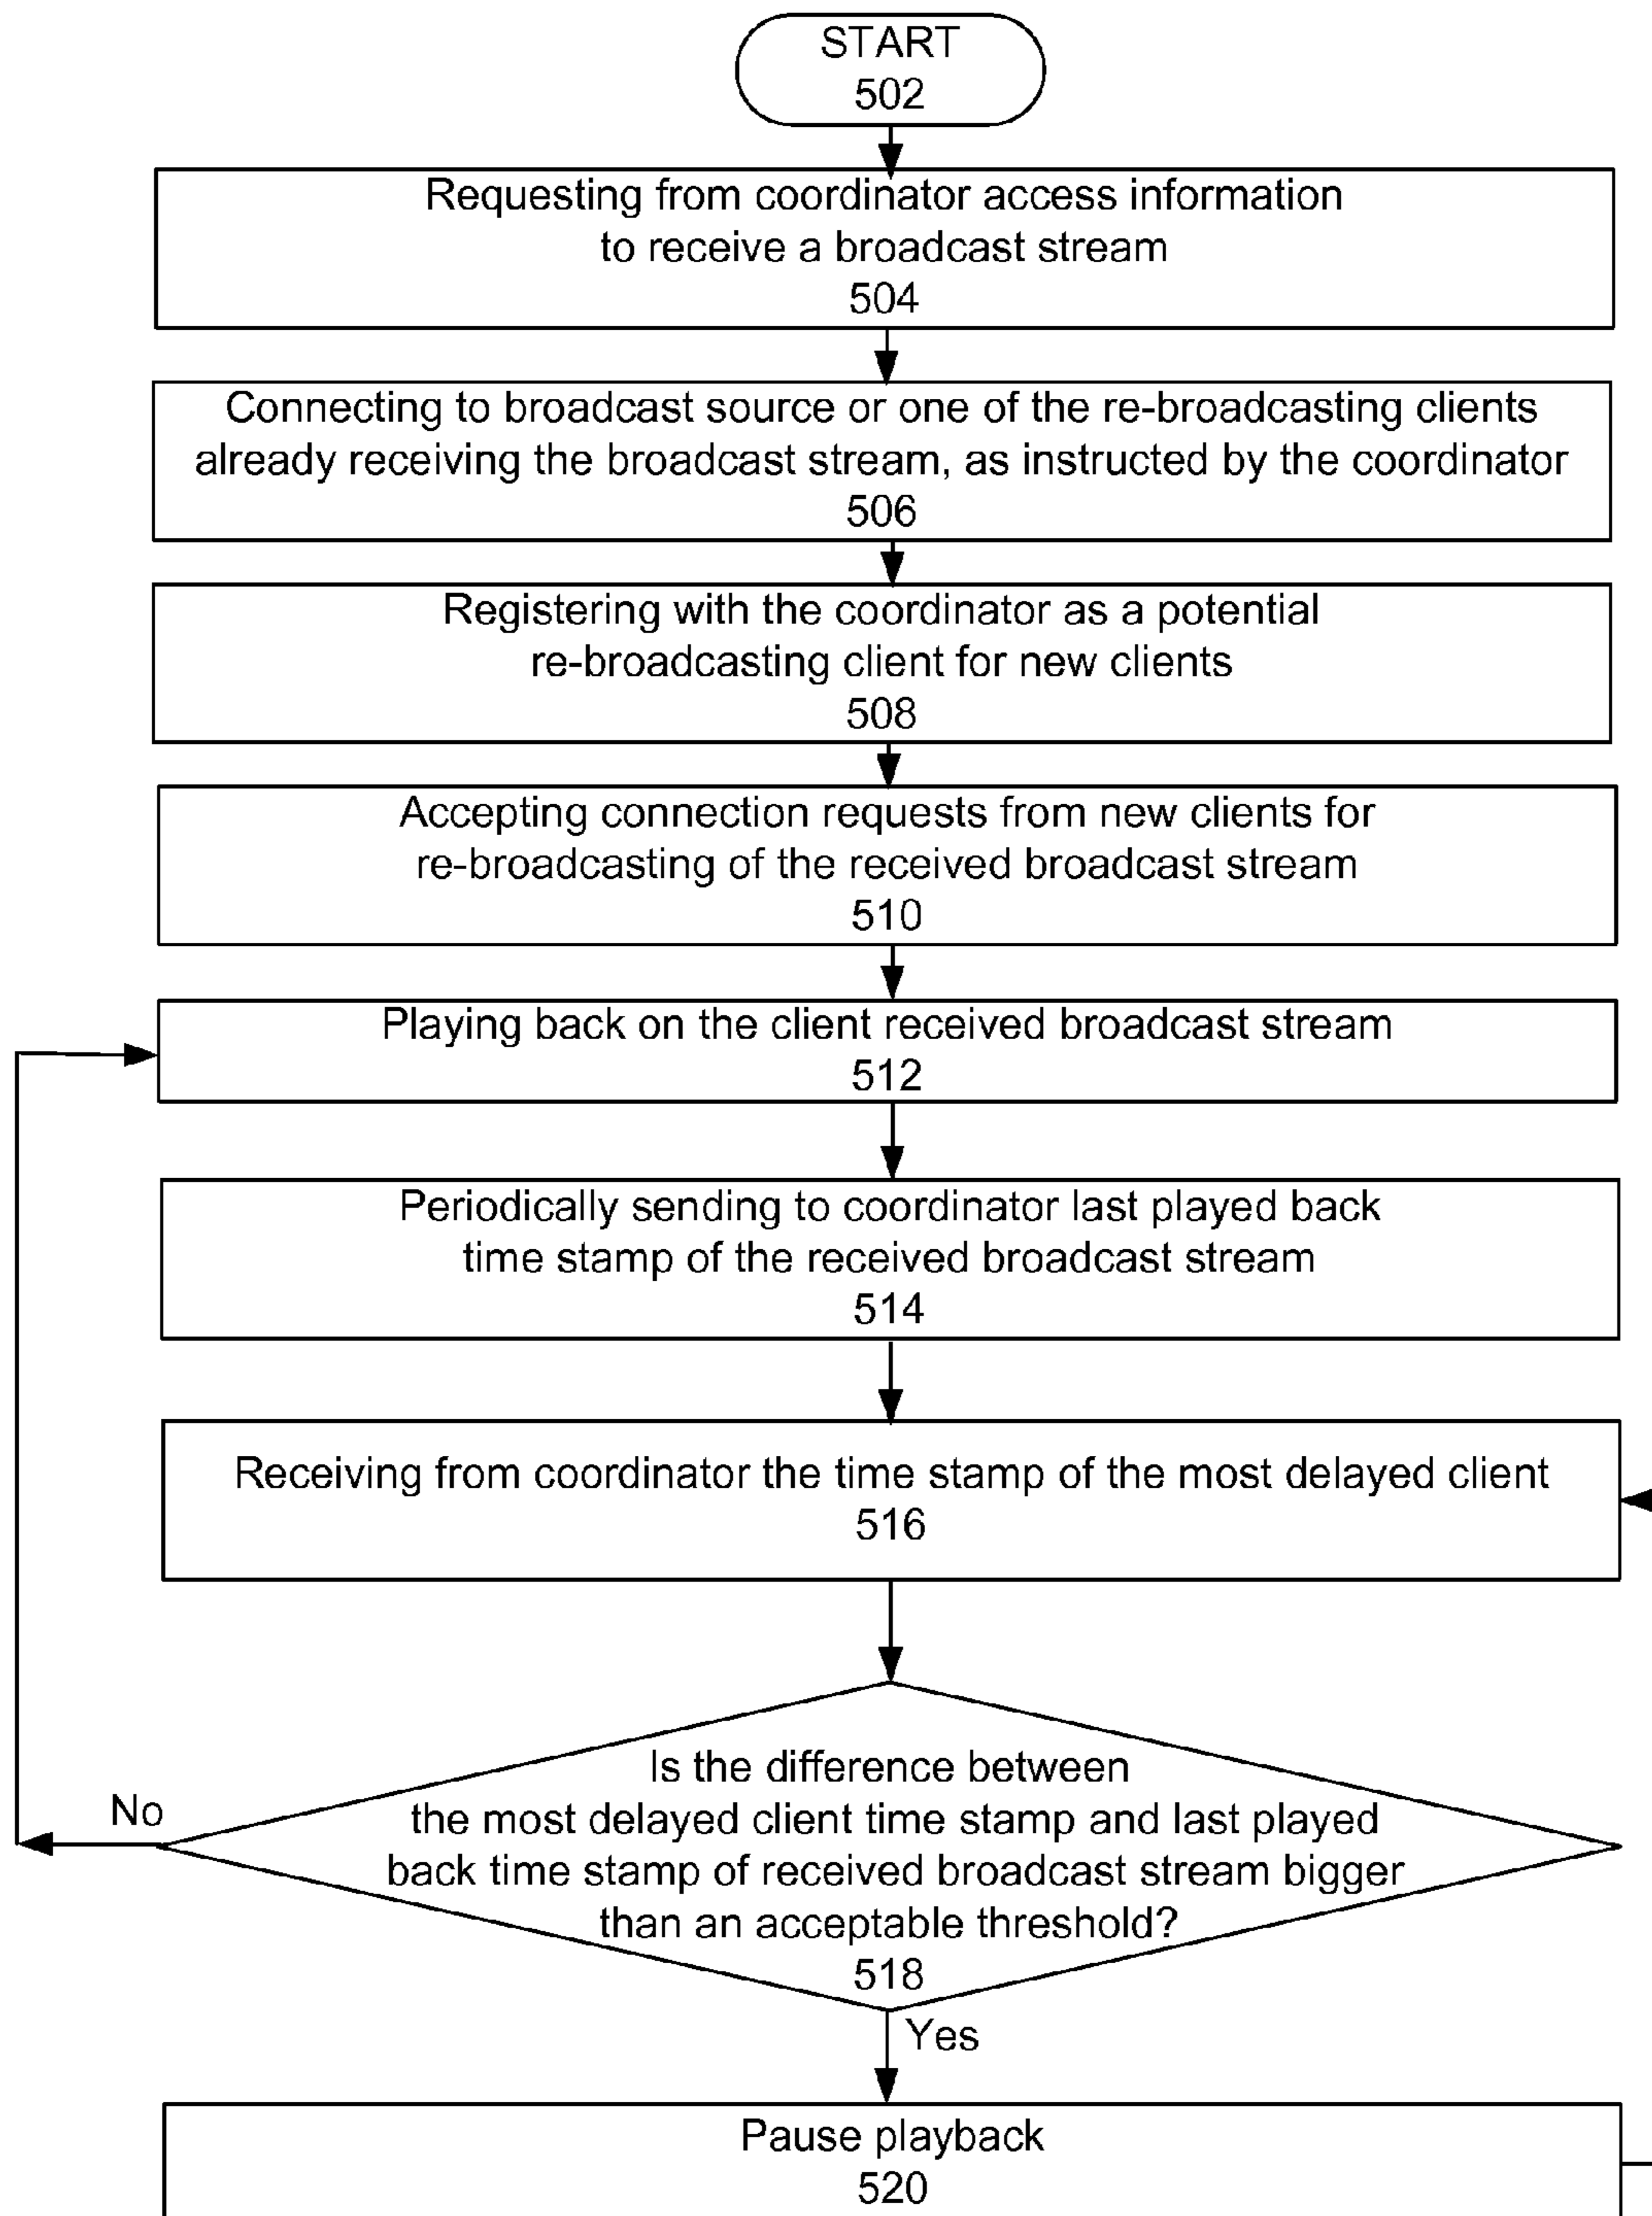 START
502
Requesting from coordinator access information
to receive a broadcast stream
504
Connecting to broadcast source or one of the re-broadcasting clients
already receiving the broadcast stream, as instructed by the coordinator
506
Registering with the coordinator as a potential
re-broadcasting client for new clients
508
Accepting connection requests from new clients for
re-broadcasting of the received broadcast stream
510
Playing back on the client received broadcast stream
512
Periodically sending to coordinator last played back
time stamp of the received broadcast stream
514
Receiving from coordinator the time stamp of the most delayed client
516
Is the difference between
the most delayed client time stamp and last played
back time stamp of received broadcast stream bigger
than an acceptable threshold?
518
No
Yes
Pause playback
520